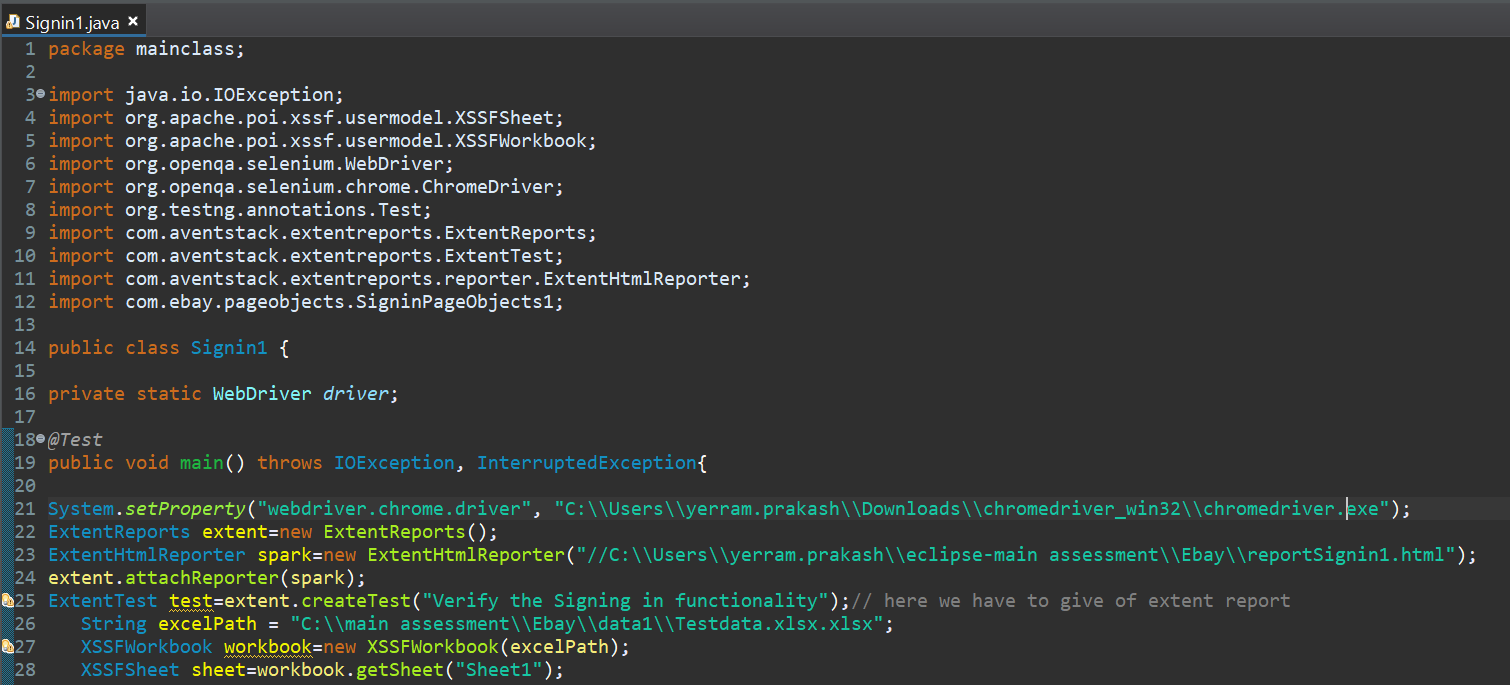 Signin1.java
1 package mainclass;
2
3 import java.io.IOException;
4 import org.apache.poi.xssf.usermodel.XSSFSheet;
5 import org.apache.poi.xssf.usermodel.XSSFWorkbook;
6 import org.openqa.selenium.WebDriver;
7 import org.openqa.selenium.chrome.ChromeDriver;
8 import org.testng.annotations.Test;
9 import com.aventstack.extentreports.ExtentReports;
10 import com.aventstack.extentreports.ExtentTest;
11 import com.aventstack.extentreports.reporter.ExtentHtmlReporter;
12 import com.ebay.pageobjects.SigninPageObjects1;
13
14 public class Signin1 {
15
16 private static WebDriver driver;
17
18 @Test
19 public void main() throws IOException, InterruptedException{
20
21 System.setProperty("webdriver.chrome.driver", "C:\\Users\\yerram.prakash\\Downloads\\chromedriver_win32\\chromedriver.exe");
22 ExtentReports extent=new ExtentReports();
23 ExtentHtmlReporter spark=new ExtentHtmlReporter("//C:\\Users\\yerram.prakash\\eclipse-main assessment\\Ebay\\reportSignin1.html");
24 extent.attachReporter(spark);
25 ExtentTest test=extent.createTest("Verify the Signing in functionality");// here we have to give of extent report
26    String excelPath = "C:\\main assessment\\Ebay\\data1\\Testdata.xlsx.xlsx";
27    XSSFWorkbook workbook=new XSSFWorkbook(excelPath);
28    XSSFSheet sheet=workbook.getSheet("Sheet1");